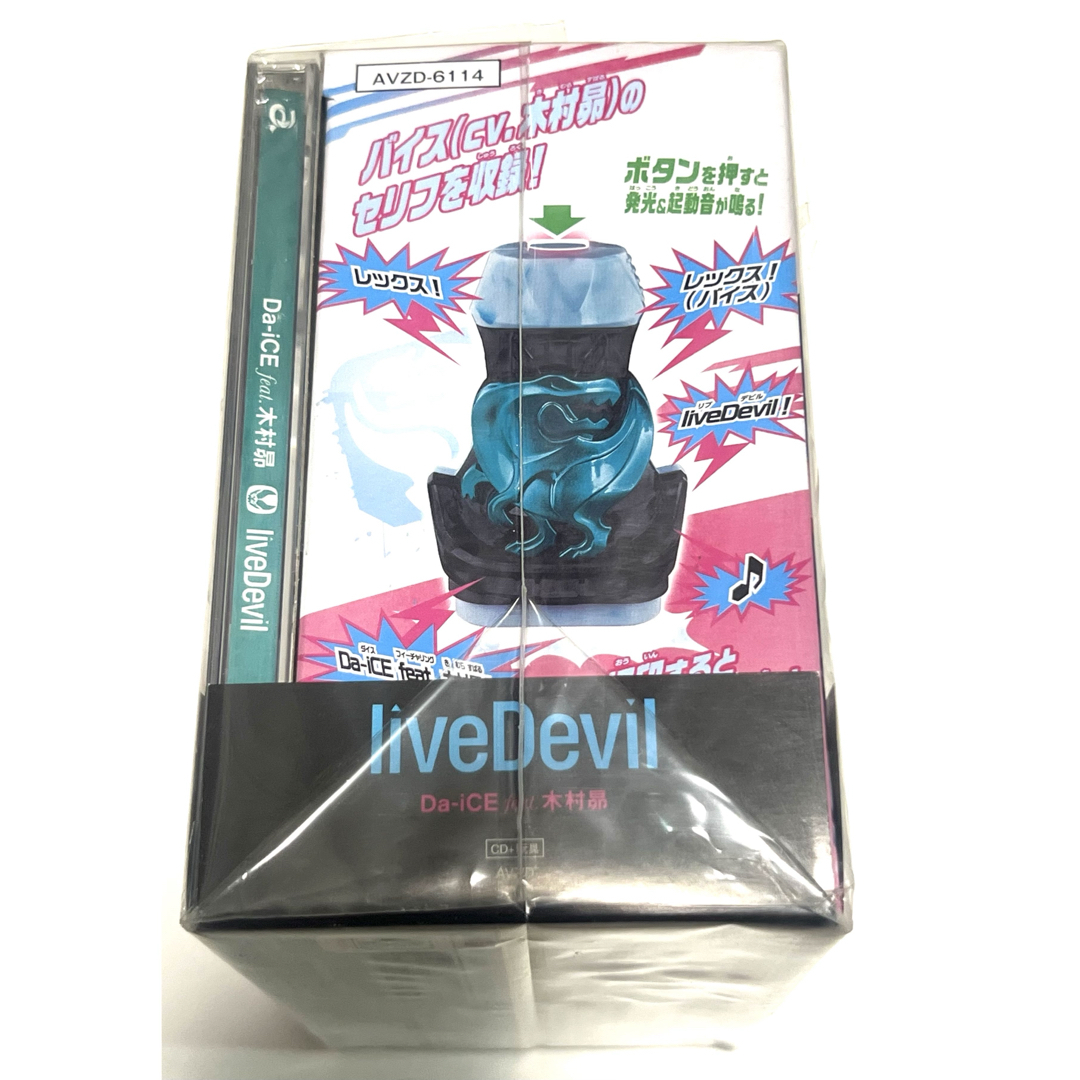 AVZD-6114
バイス(cv.木村昴)の
セリフを収録!
ボタンを押すと
発光&起動音が鳴る!
レックス!
レックス!
(バイス)
liveDevil!
Da-iCE feat.
すると
Da-iCE feat.木村昴 liveDevil
liveDevil
Da-iCE feat.木村昴
CD+玩具